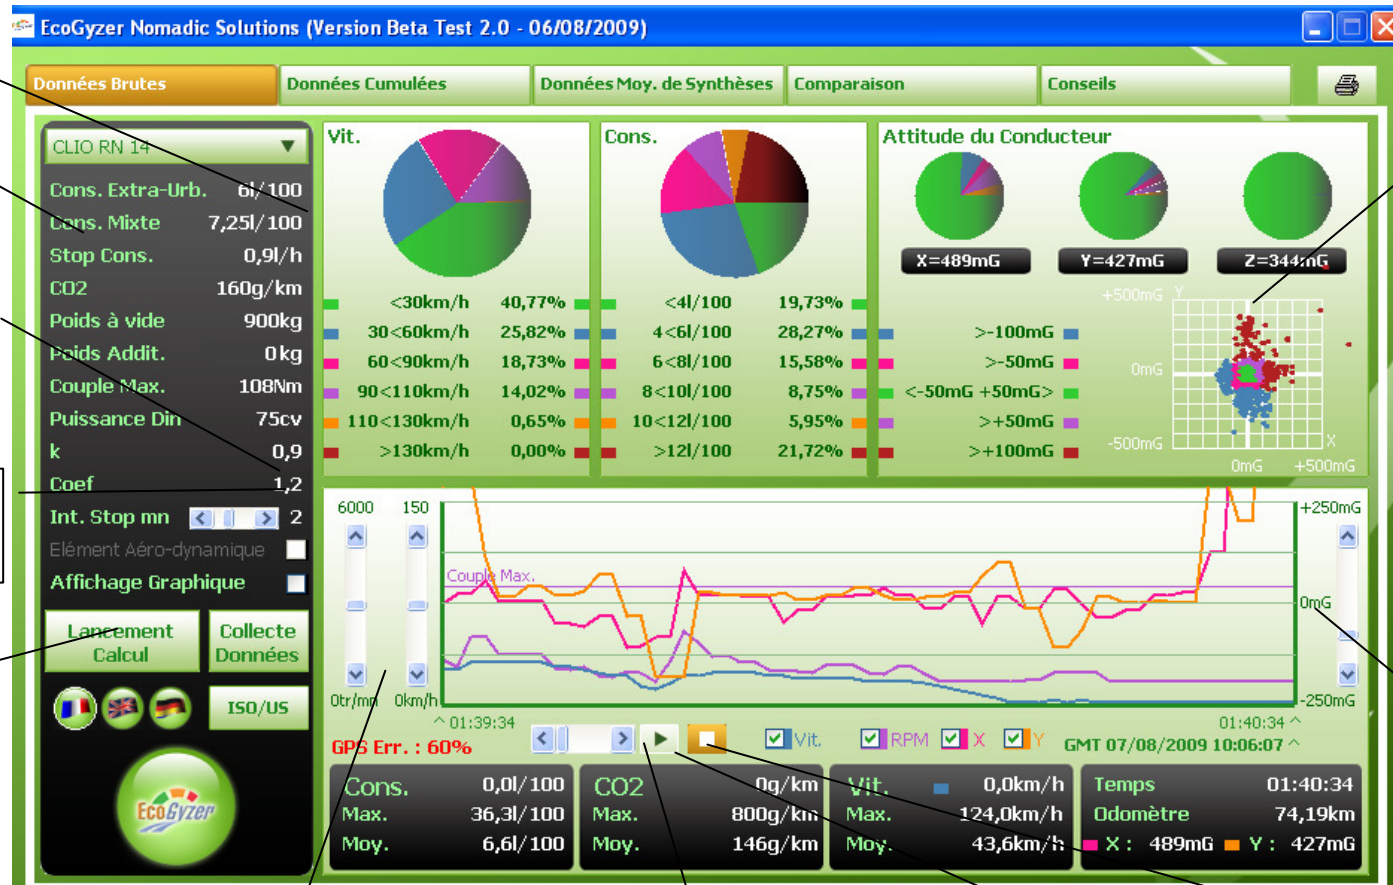 EcoGyzer Nomadic Solutions (Version Beta Test 2.0 - 06/08/2009)
Données Brutes
Données Cumulées
Données Moy. de Synthèses
Comparaison
Conseils
CLIO RN 14
Cons. Extra-Urb. 6l/100
Cons. Mixte 7,25l/100
Stop Cons. 0,9l/h
CO2 160g/km
Poids à vide 900kg
Poids Addit. 0kg
Couple Max. 108Nm
Puissance Din 75cv
k 0,9
Coef 1,2
Int. Stop mn 2
Elément Aéro-dynamique
Affichage Graphique
Lancement
Calcul
Collecte
Données
ISO/US
EcoGyzer
Vit.
<30km/h 40,77%
30<60km/h 25,82%
60<90km/h 18,73%
90<110km/h 14,02%
110<130km/h 0,65%
>130km/h 0,00%
Cons.
<4l/100 19,73%
4<6l/100 28,27%
6<8l/100 15,58%
8<10l/100 8,75%
10<12l/100 5,95%
>12l/100 21,72%
Attitude du Conducteur
X=489mG
Y=427mG
Z=344mG
>-100mG
>-50mG
<-50mG +50mG>
>+50mG
>+100mG
+500mG Y
0mG
-500mG X
0mG +500mG
6000 150
Couple Max.
+250mG
0mG
-250mG
0tr/mn 0km/h
^ 01:39:34
01:40:34 ^
GPS Err. : 60%
Vit.
RPM
X
Y
GMT 07/08/2009 10:06:07 ^
Cons. 0,0l/100
Max. 36,3l/100
Moy. 6,6l/100
CO2 0g/km
Max. 800g/km
Moy. 146g/km
Vit. 0,0km/h
Max. 124,0km/h
Moy. 43,6km/h
Temps 01:40:34
Odomètre 74,19km
X : 489mG Y : 427mG